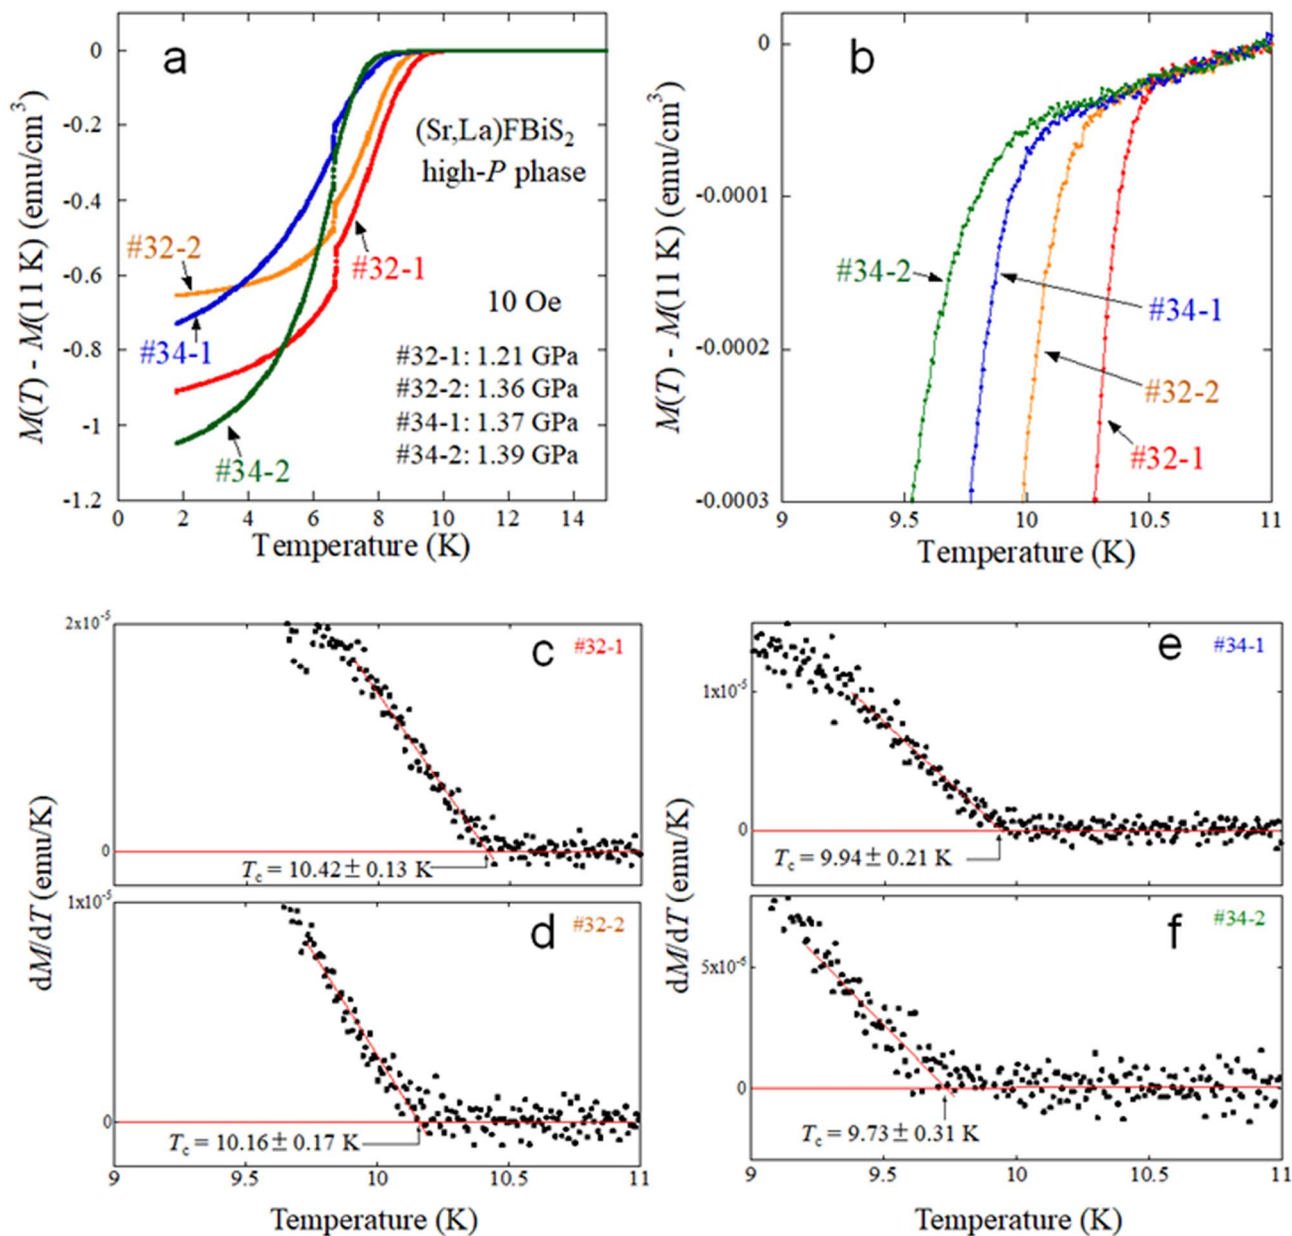 a
(Sr,La)FBiS₂
high-P phase
#32-2
#32-1
#34-1
#34-2
10 Oe
#32-1: 1.21 GPa
#32-2: 1.36 GPa
#34-1: 1.37 GPa
#34-2: 1.39 GPa
0
-0.2
-0.4
-0.6
-0.8
-1
-1.2
0 2 4 6 8 10 12 14
M(T) - M(11 K) (emu/cm³)
Temperature (K)
b
#34-2
#34-1
#32-2
#32-1
0
-0.0001
-0.0002
-0.0003
9 9.5 10 10.5 11
M(T) - M(11 K) (emu/cm³)
Temperature (K)
c
#32-1
2x10⁻⁵
0
T_c = 10.42 ± 0.13 K
d
#32-2
1x10⁻⁵
0
T_c = 10.16 ± 0.17 K
9 9.5 10 10.5 11
dM/dT (emu/K)
Temperature (K)
e
#34-1
1x10⁻⁵
0
T_c = 9.94 ± 0.21 K
f
#34-2
5x10⁻⁵
0
T_c = 9.73 ± 0.31 K
9 9.5 10 10.5 11
dM/dT (emu/K)
Temperature (K)